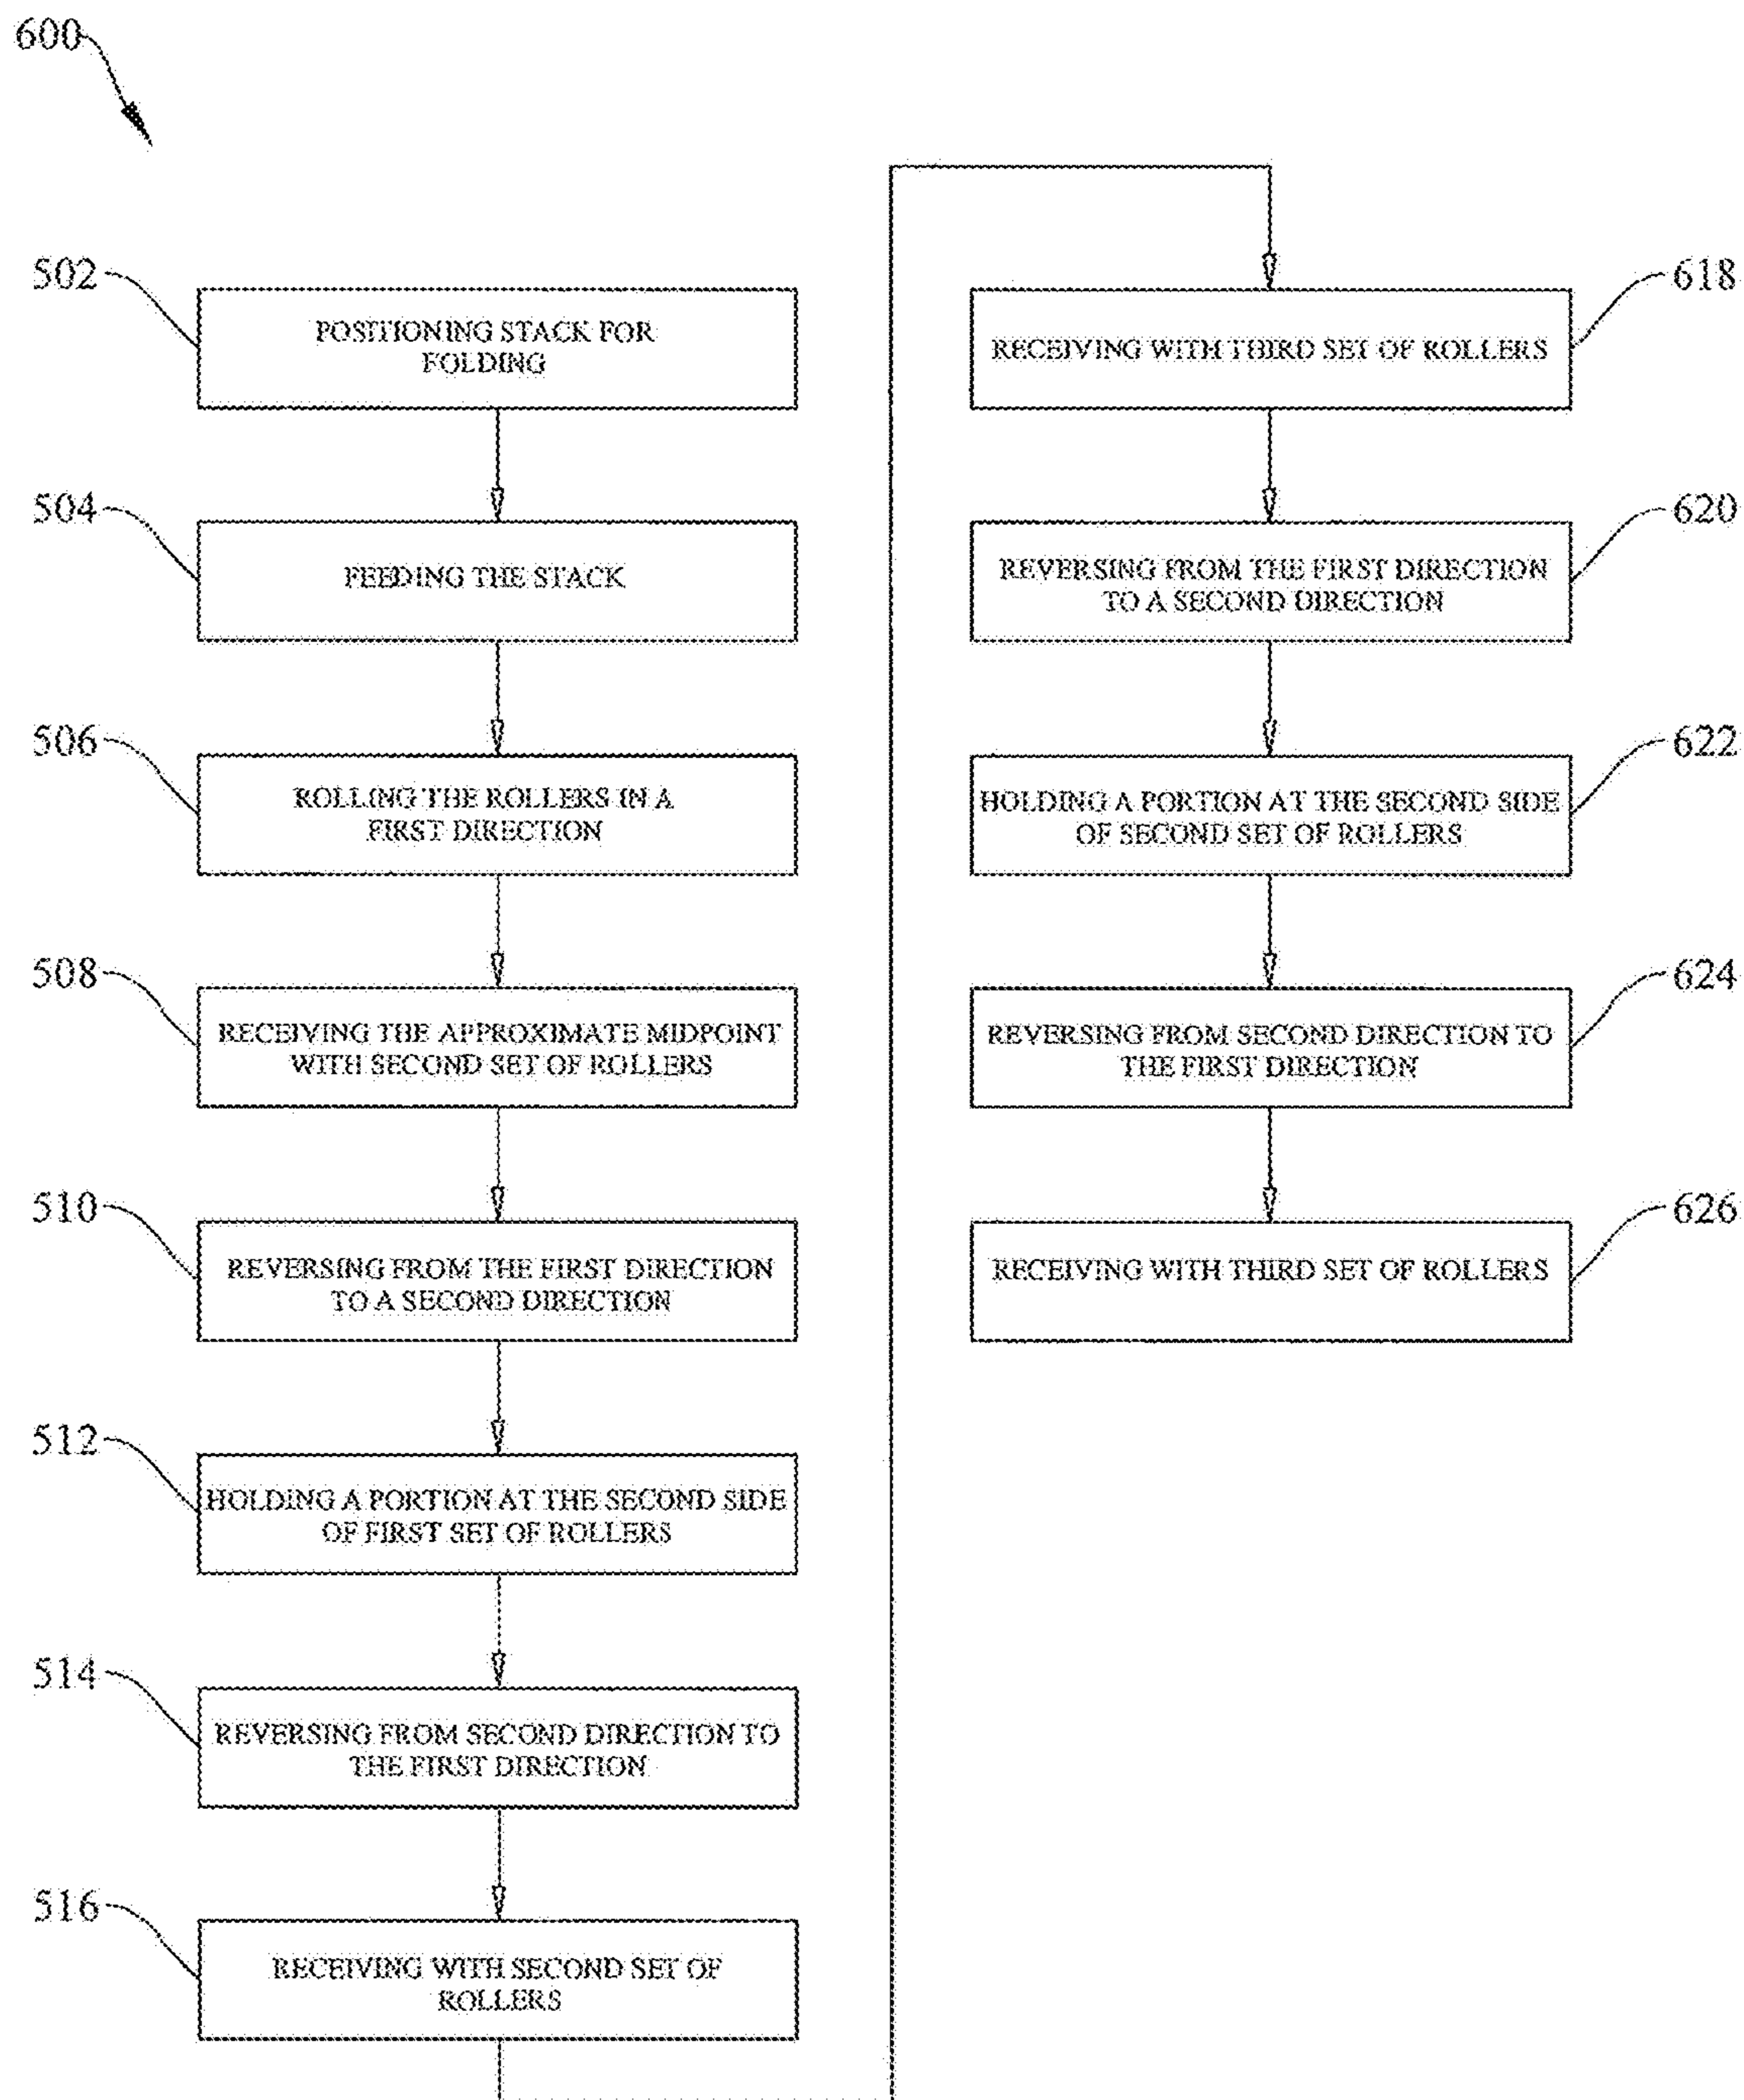 600
502
POSITIONING STACK FOR
FOLDING
504
FEEDING THE STACK
506
ROLLING THE ROLLERS IN A
FIRST DIRECTION
508
RECEIVING THE APPROXIMATE MIDPOINT
WITH SECOND SET OF ROLLERS
510
REVERSING FROM THE FIRST DIRECTION
TO A SECOND DIRECTION
512
HOLDING A PORTION AT THE SECOND SIDE
OF FIRST SET OF ROLLERS
514
REVERSING FROM SECOND DIRECTION TO
THE FIRST DIRECTION
516
RECEIVING WITH SECOND SET OF
ROLLERS
618
RECEIVING WITH THIRD SET OF ROLLERS
620
REVERSING FROM THE FIRST DIRECTION
TO A SECOND DIRECTION
622
HOLDING A PORTION AT THE SECOND SIDE
OF SECOND SET OF ROLLERS
624
REVERSING FROM SECOND DIRECTION TO
THE FIRST DIRECTION
626
RECEIVING WITH THIRD SET OF ROLLERS